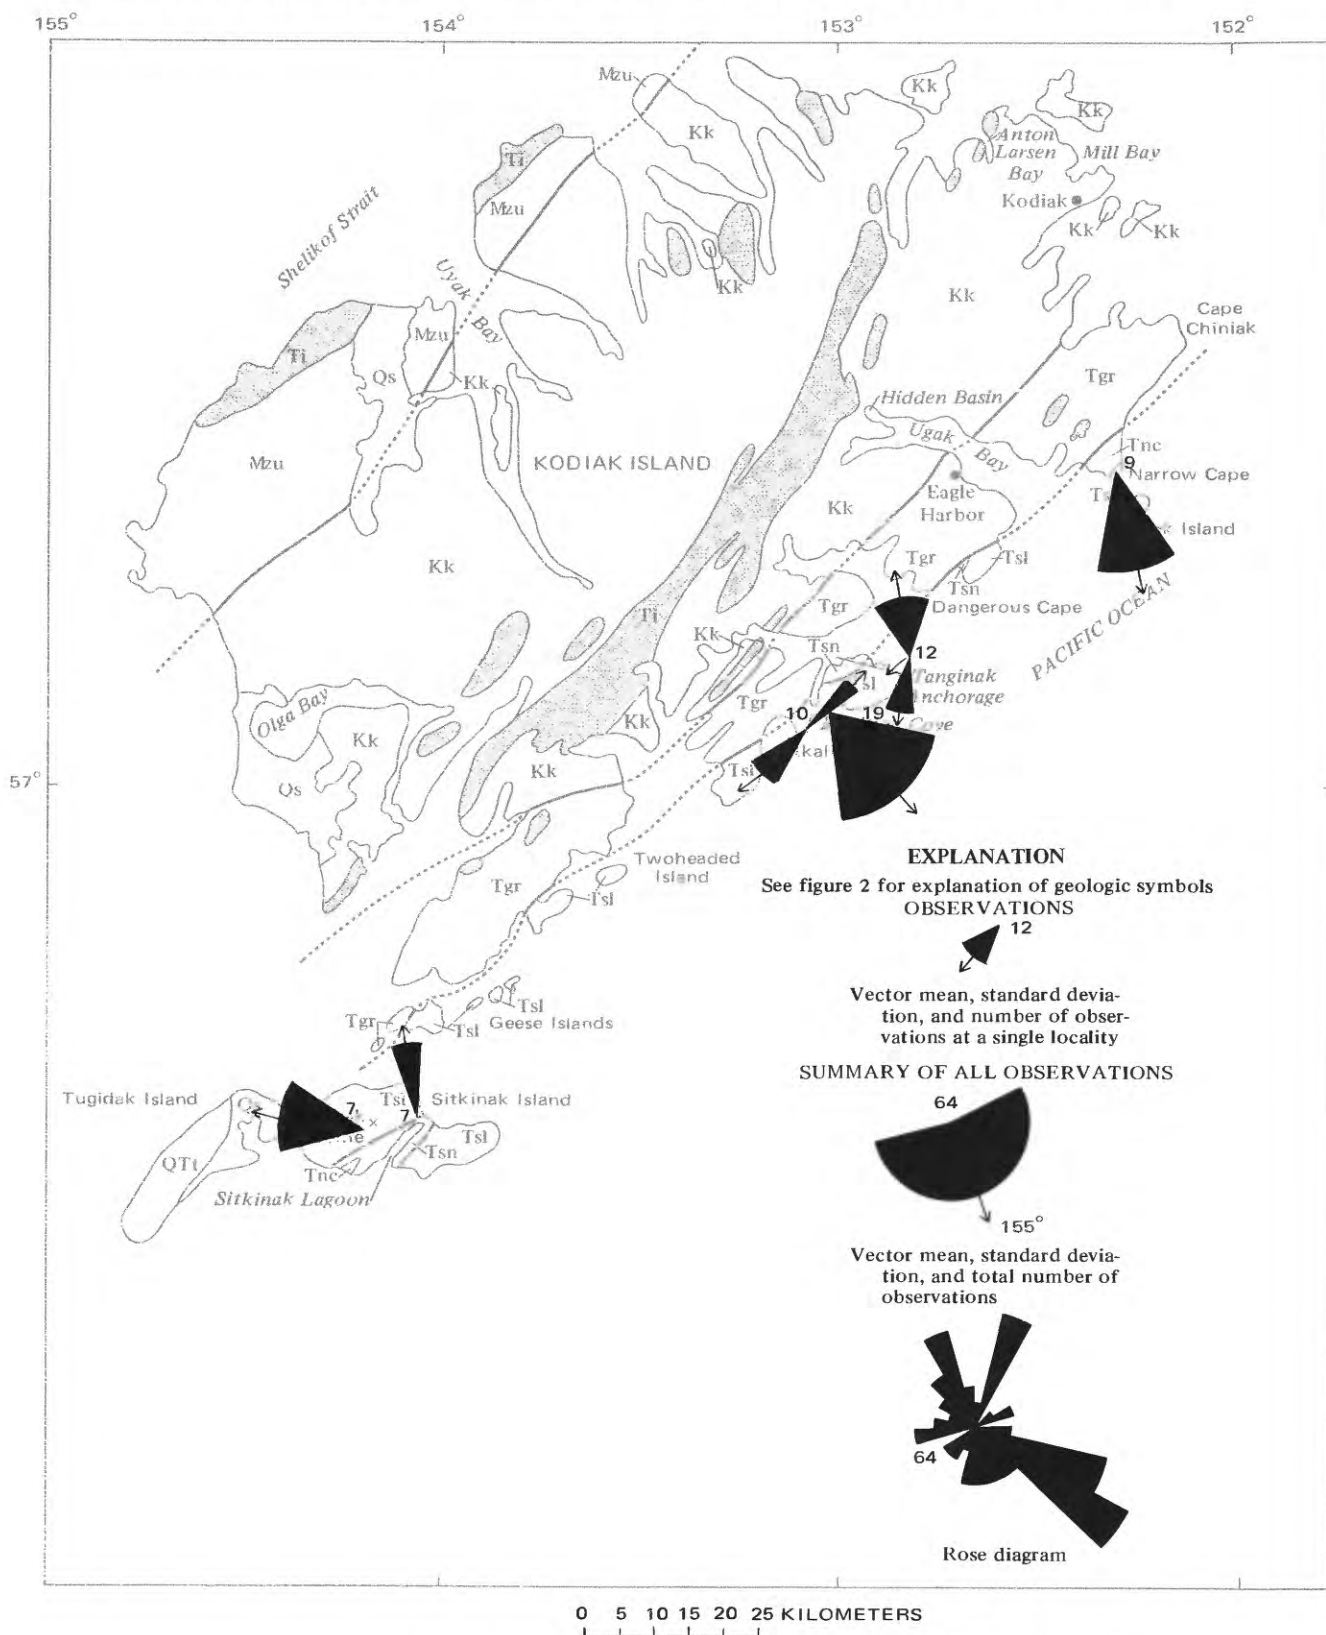 155° 154° 153° 152°
Mzu
Kk
Kk
Kk
Anton
Larsen
Bay
Mill Bay
Ti
Mzu
Kodiak
Kk
Kk
Shelikof Strait
Uyak
Bay
Kk
Kk
Cape
Chiniak
Mzu
Ti
Qs
Kk
Tgr
Hidden Basin
Ugak
Bay
Tnc
9
Narrow Cape
Mzu
KODIAK ISLAND
Eagle
Harbor
Kk
Island
Kk
Tgr
Tsl
Tsn
PACIFIC OCEAN
Ti
Tgr
Dangerous Cape
Kk
Tsn
12
Tanginak
Anchorage
Olga Bay
Tgr
Kk
10
19
Cove
Kk
57°
Qs
Kk
Tsi
EXPLANATION
See figure 2 for explanation of geologic symbols
OBSERVATIONS
12
Vector mean, standard devia-
tion, and number of obser-
vations at a single locality
Twoheaded
Island
Tgr
Tsl
Tsl
Tgr
Tsl
Geese Islands
SUMMARY OF ALL OBSERVATIONS
64
155°
Vector mean, standard devia-
tion, and total number of
observations
Tugidak Island
Tsi
Sitkinak Island
7
7
Tsl
Tsn
QTt
Tnc
Sitkinak Lagoon
64
Rose diagram
0 5 10 15 20 25 KILOMETERS